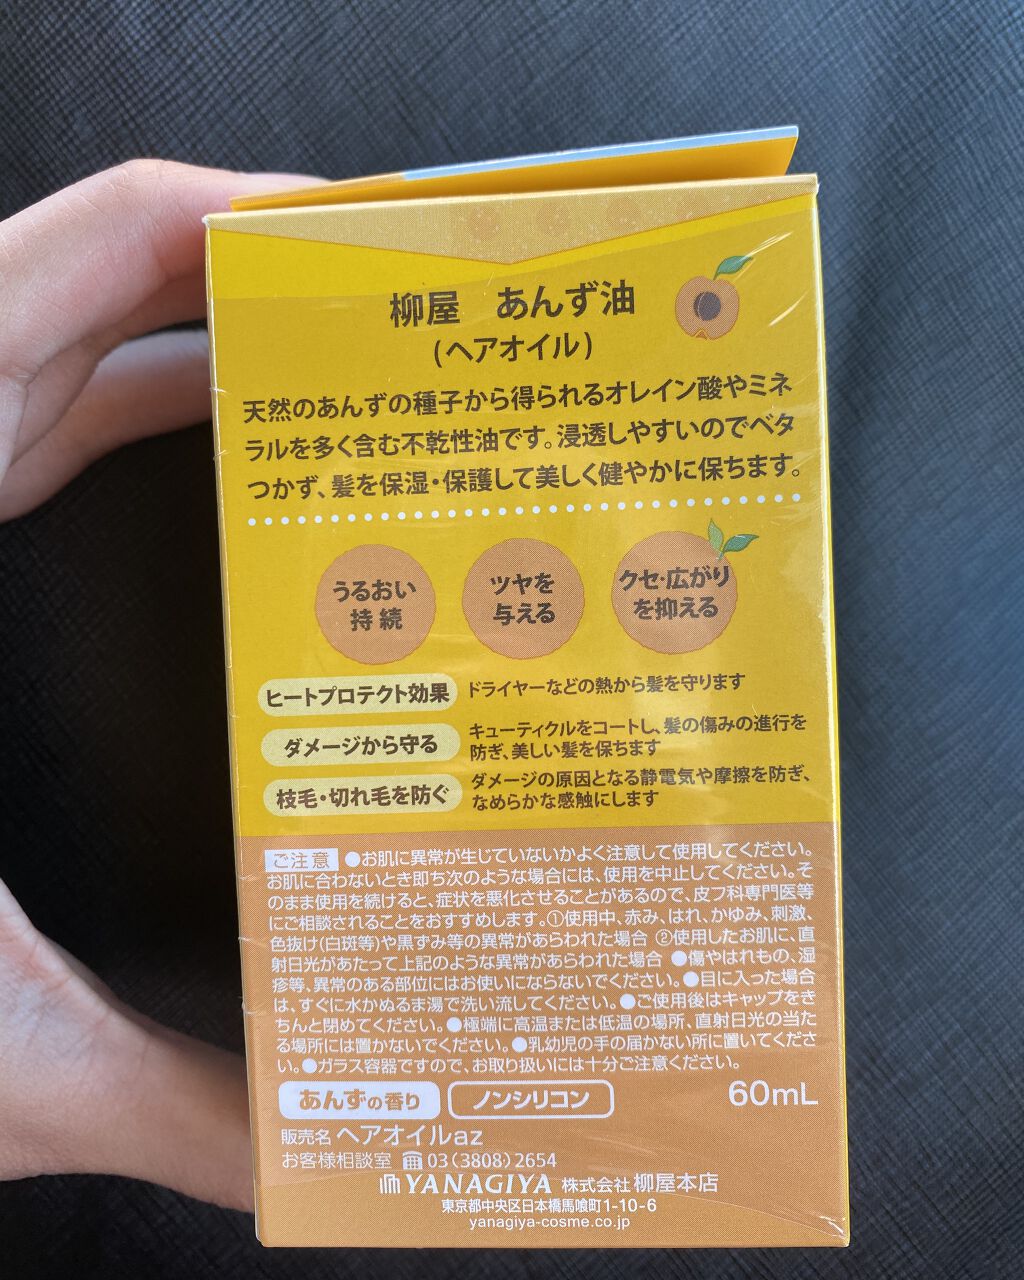 柳屋 あんず油
(ヘアオイル)
天然のあんずの種子から得られるオレイン酸やミネ
ラルを多く含む不乾性油です。浸透しやすいのでベタ
つかず、髪を保湿・保護して美しく健やかに保ちます。
うるおい
持続
ツヤを
与える
クセ・広がり
を抑える
ヒートプロテクト効果
ドライヤーなどの熱から髪を守ります
ダメージから守る
キューティクルをコートし、髪の傷みの進行を
防ぎ、美しい髪を保ちます
枝毛・切れ毛を防ぐ
ダメージの原因となる静電気や摩擦を防ぎ、
なめらかな感触にします
ご注意 ●お肌に異常が生じていないかよく注意して使用してください。
お肌に合わないとき即ち次のような場合には、使用を中止してください。そ
のまま使用を続けると、症状を悪化させることがあるので、皮フ科専門医等
にご相談されることをおすすめします。①使用中、赤み、はれ、かゆみ、刺激、
色抜け(白斑等)や黒ずみ等の異常があらわれた場合 ②使用したお肌に、直
射日光があたって上記のような異常があらわれた場合 ●傷やはれもの、湿
疹等、異常のある部位にはお使いにならないでください。●目に入った場合
は、すぐに水かぬるま湯で洗い流してください。●ご使用後はキャップをき
ちんと閉めてください。●極端に高温または低温の場所、直射日光の当た
る場所には置かないでください。●乳幼児の手の届かない所に置いてくださ
い。●ガラス容器ですので、お取り扱いには十分ご注意ください。
あんずの香り ノンシリコン 60mL
販売名 ヘアオイルaz
お客様相談室 03(3808)2654
YANAGIYA 株式会社 柳屋本店
東京都中央区日本橋馬喰町1-10-6
yanagiya-cosme.co.jp